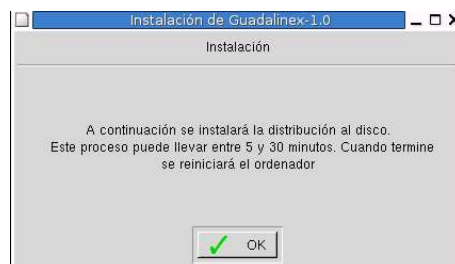 Instalación de Guadalinex-1.0
Instalación
A continuación se instalará la distribución al disco.
Este proceso puede llevar entre 5 y 30 minutos. Cuando termine
se reiniciará el ordenador
OK